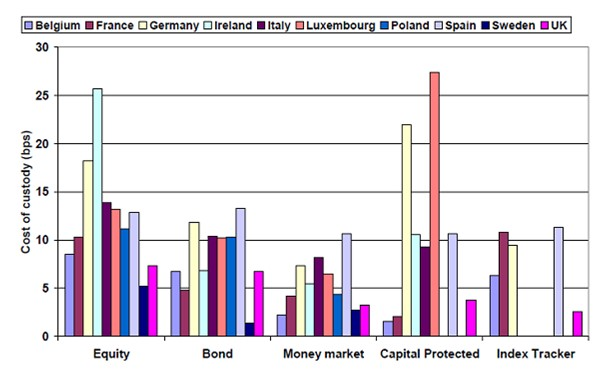 Belgium France Germany Ireland Italy Luxembourg Poland Spain Sweden UK
30
25
20
15
10
5
0
Cost of custody (bps)
Equity Bond Money market Capital Protected Index Tracker